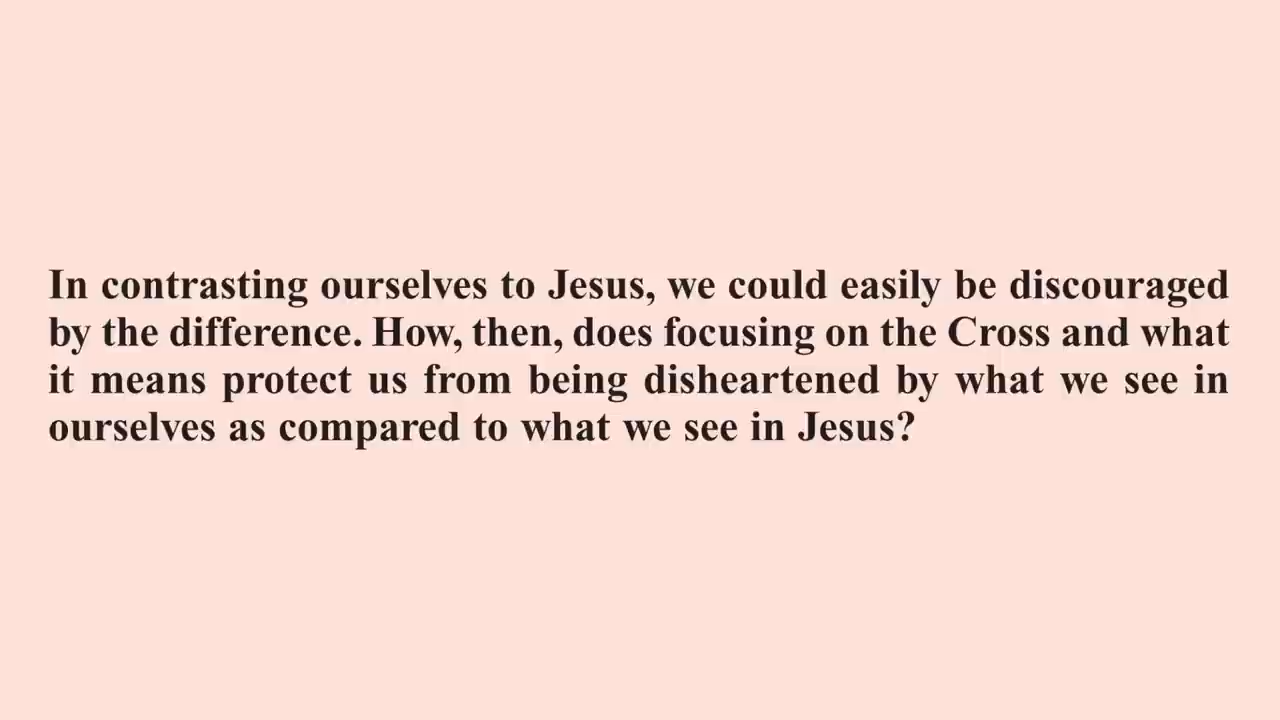 In contrasting ourselves to Jesus, we could easily be discouraged
by the difference. How, then, does focusing on the Cross and what
it means protect us from being disheartened by what we see in
ourselves as compared to what we see in Jesus?